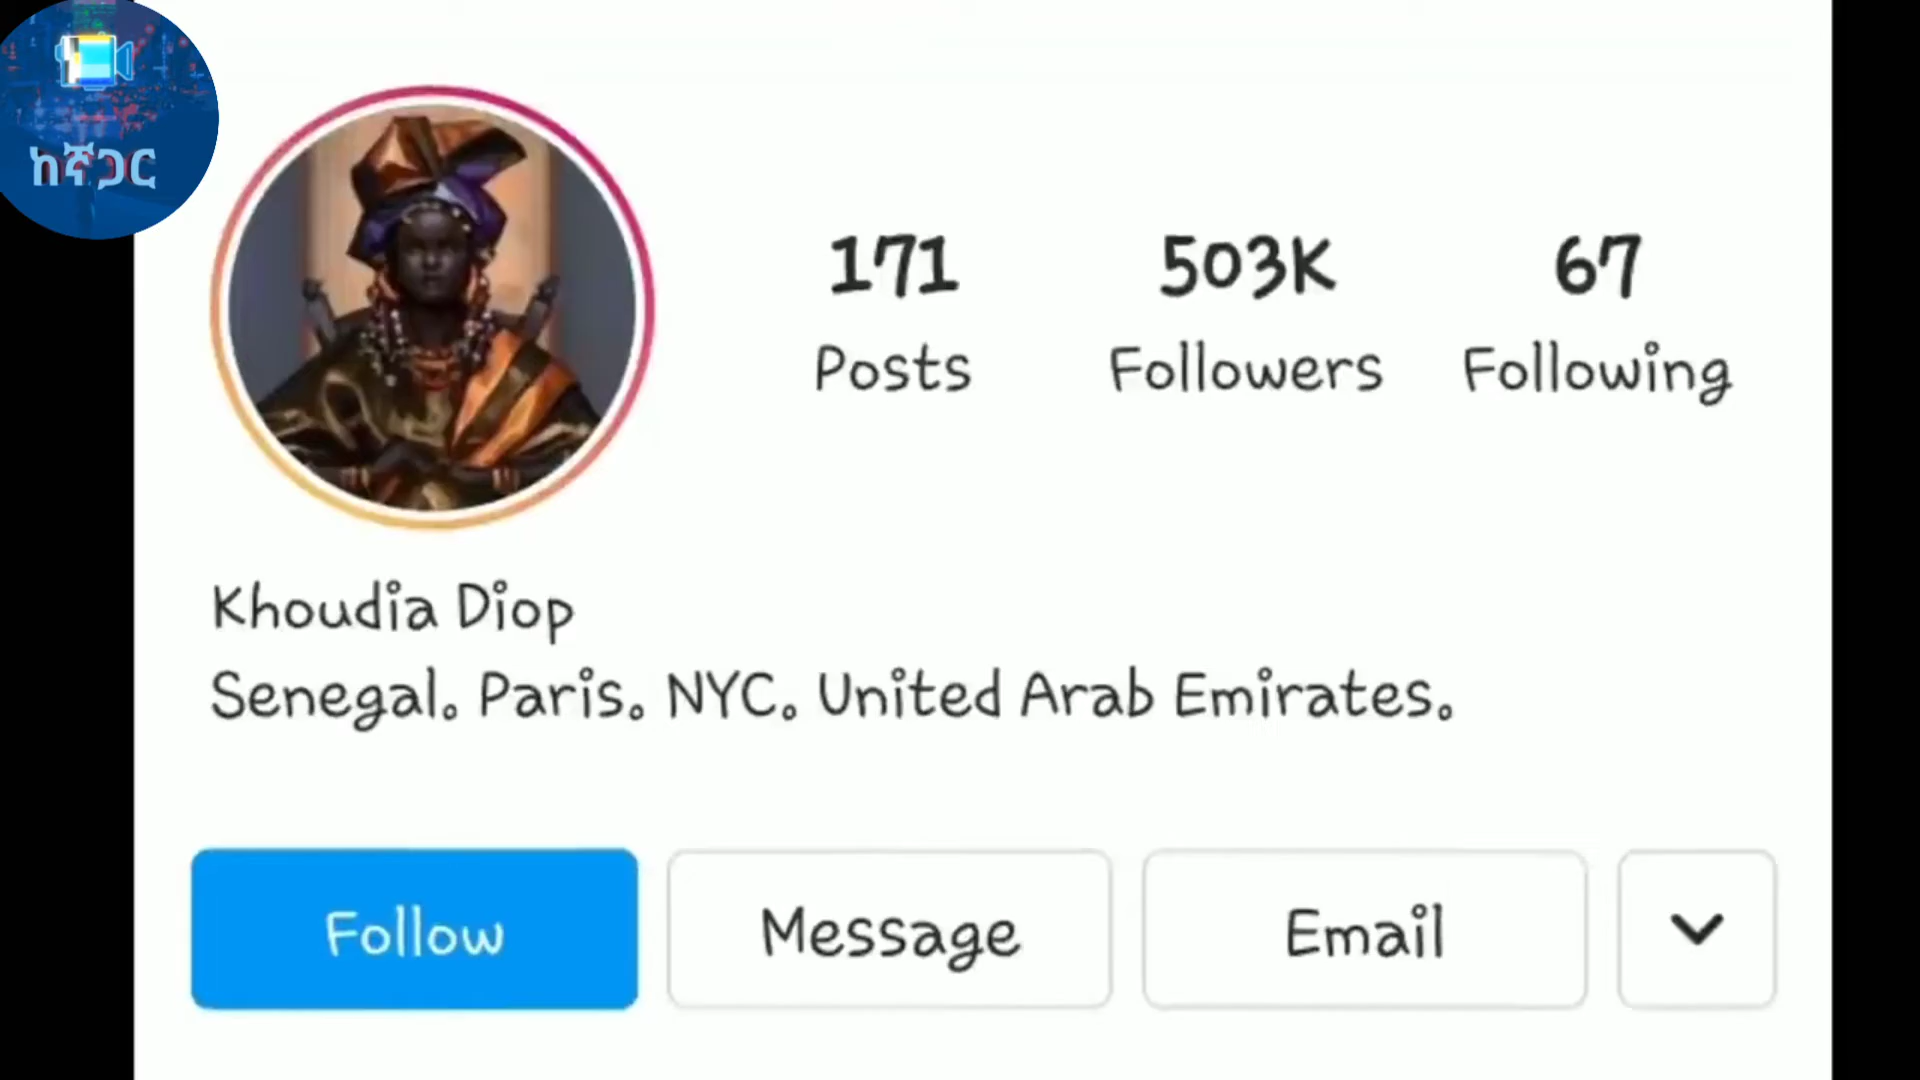 ከኛጋር
171 503K 67
Posts Followers Following
Khoudia Diop
Senegal. Paris. NYC. United Arab Emirates.
Follow Message Email